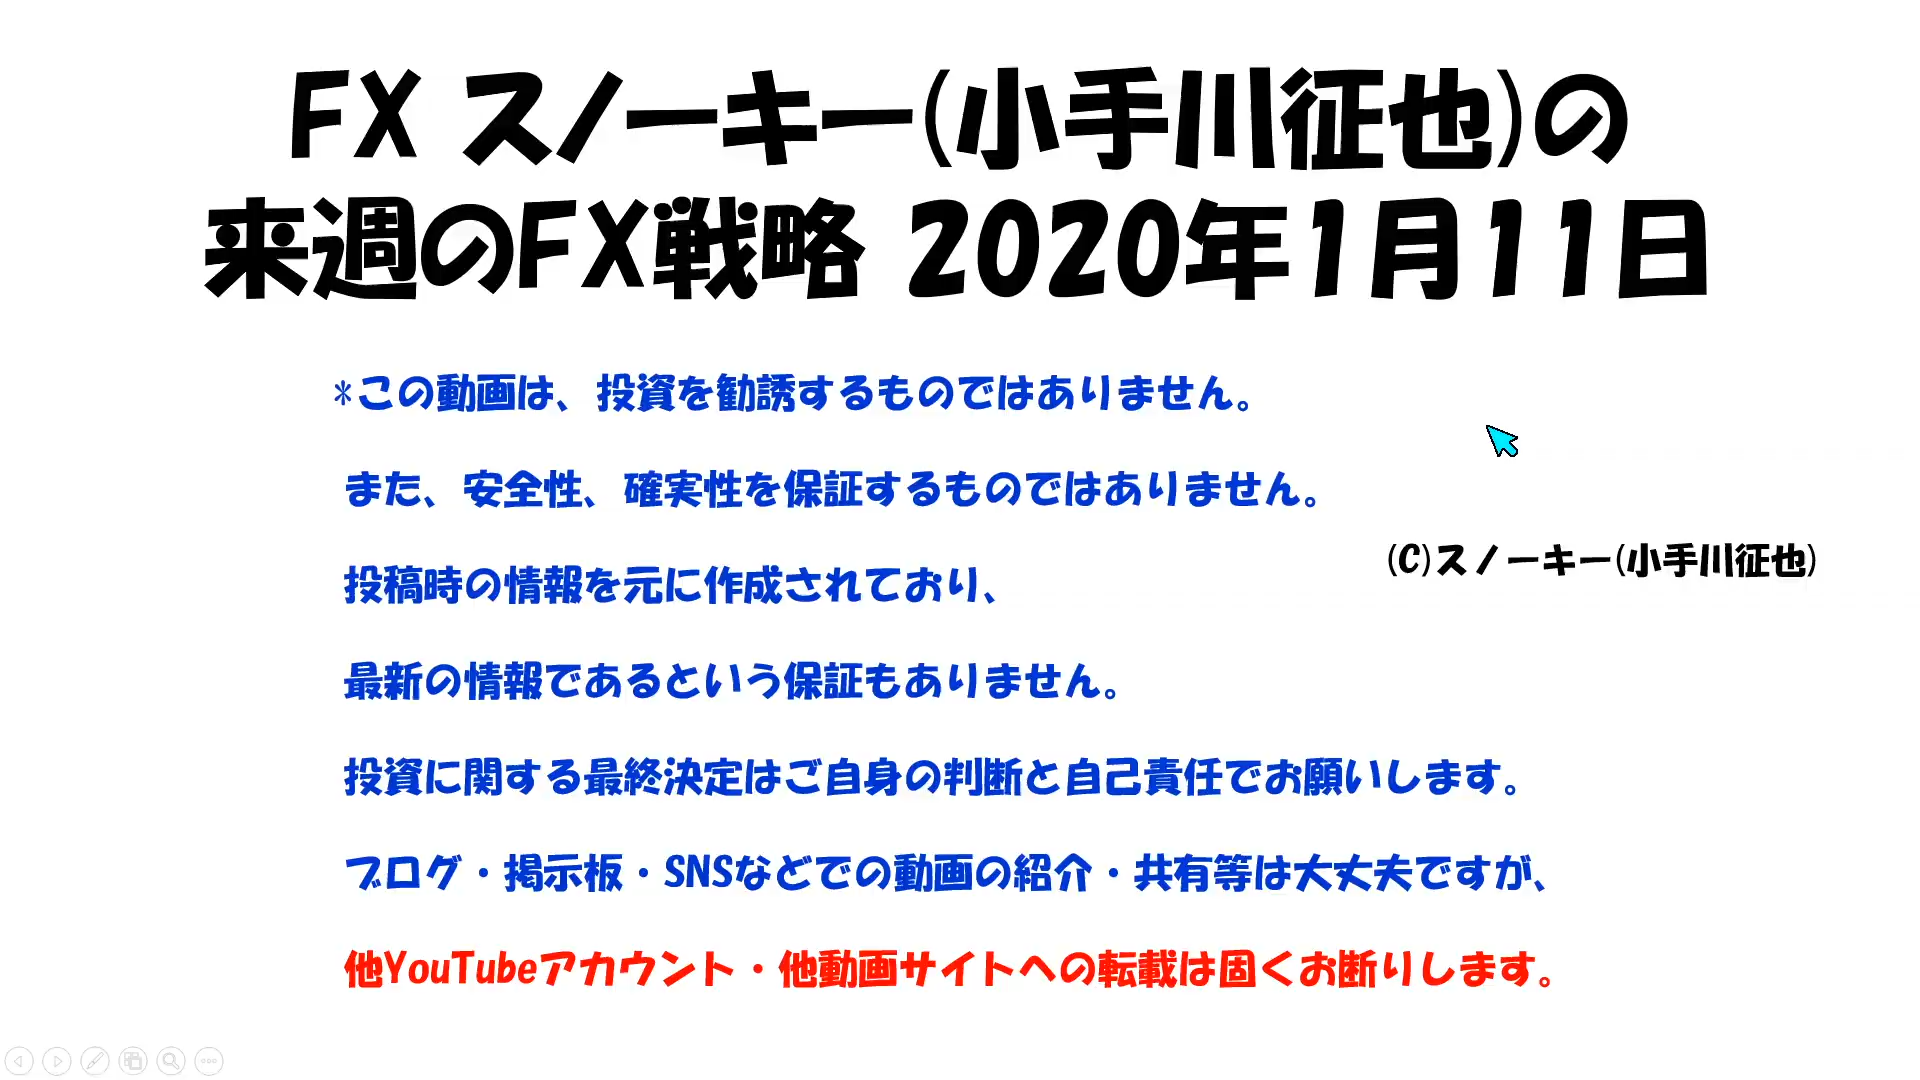 FX スノーキー(小手川征也)の
来週のFX戦略 2020年1月11日
*この動画は、投資を勧誘するものではありません。
また、安全性、確実性を保証するものではありません。
(C)スノーキー(小手川征也)
投稿時の情報を元に作成されており、
最新の情報であるという保証もありません。
投資に関する最終決定はご自身の判断と自己責任でお願いします。
ブログ・掲示板・SNSなどでの動画の紹介・共有等は大丈夫ですが、
他YouTubeアカウント・他動画サイトへの転載は固くお断りします。